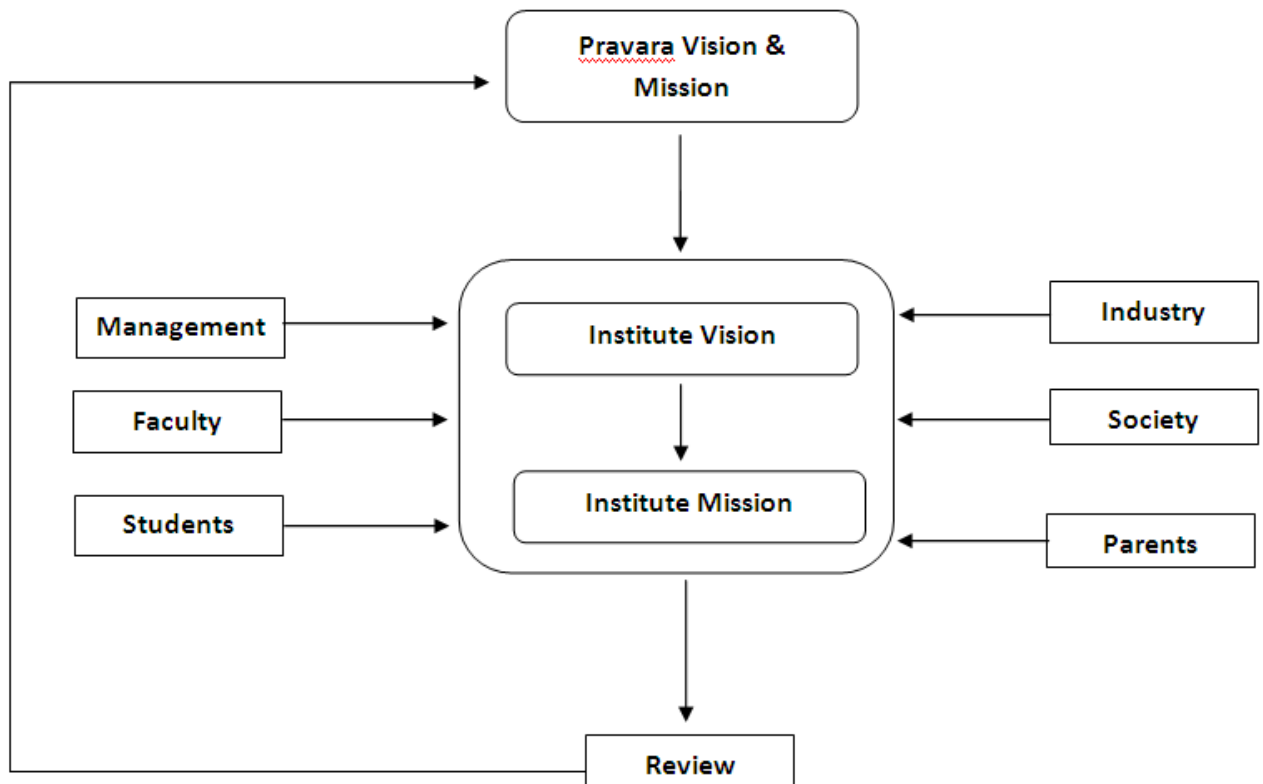 Pravara Vision &
Mission
Management
Institute Vision
Industry
Faculty
Society
Students
Institute Mission
Parents
Review